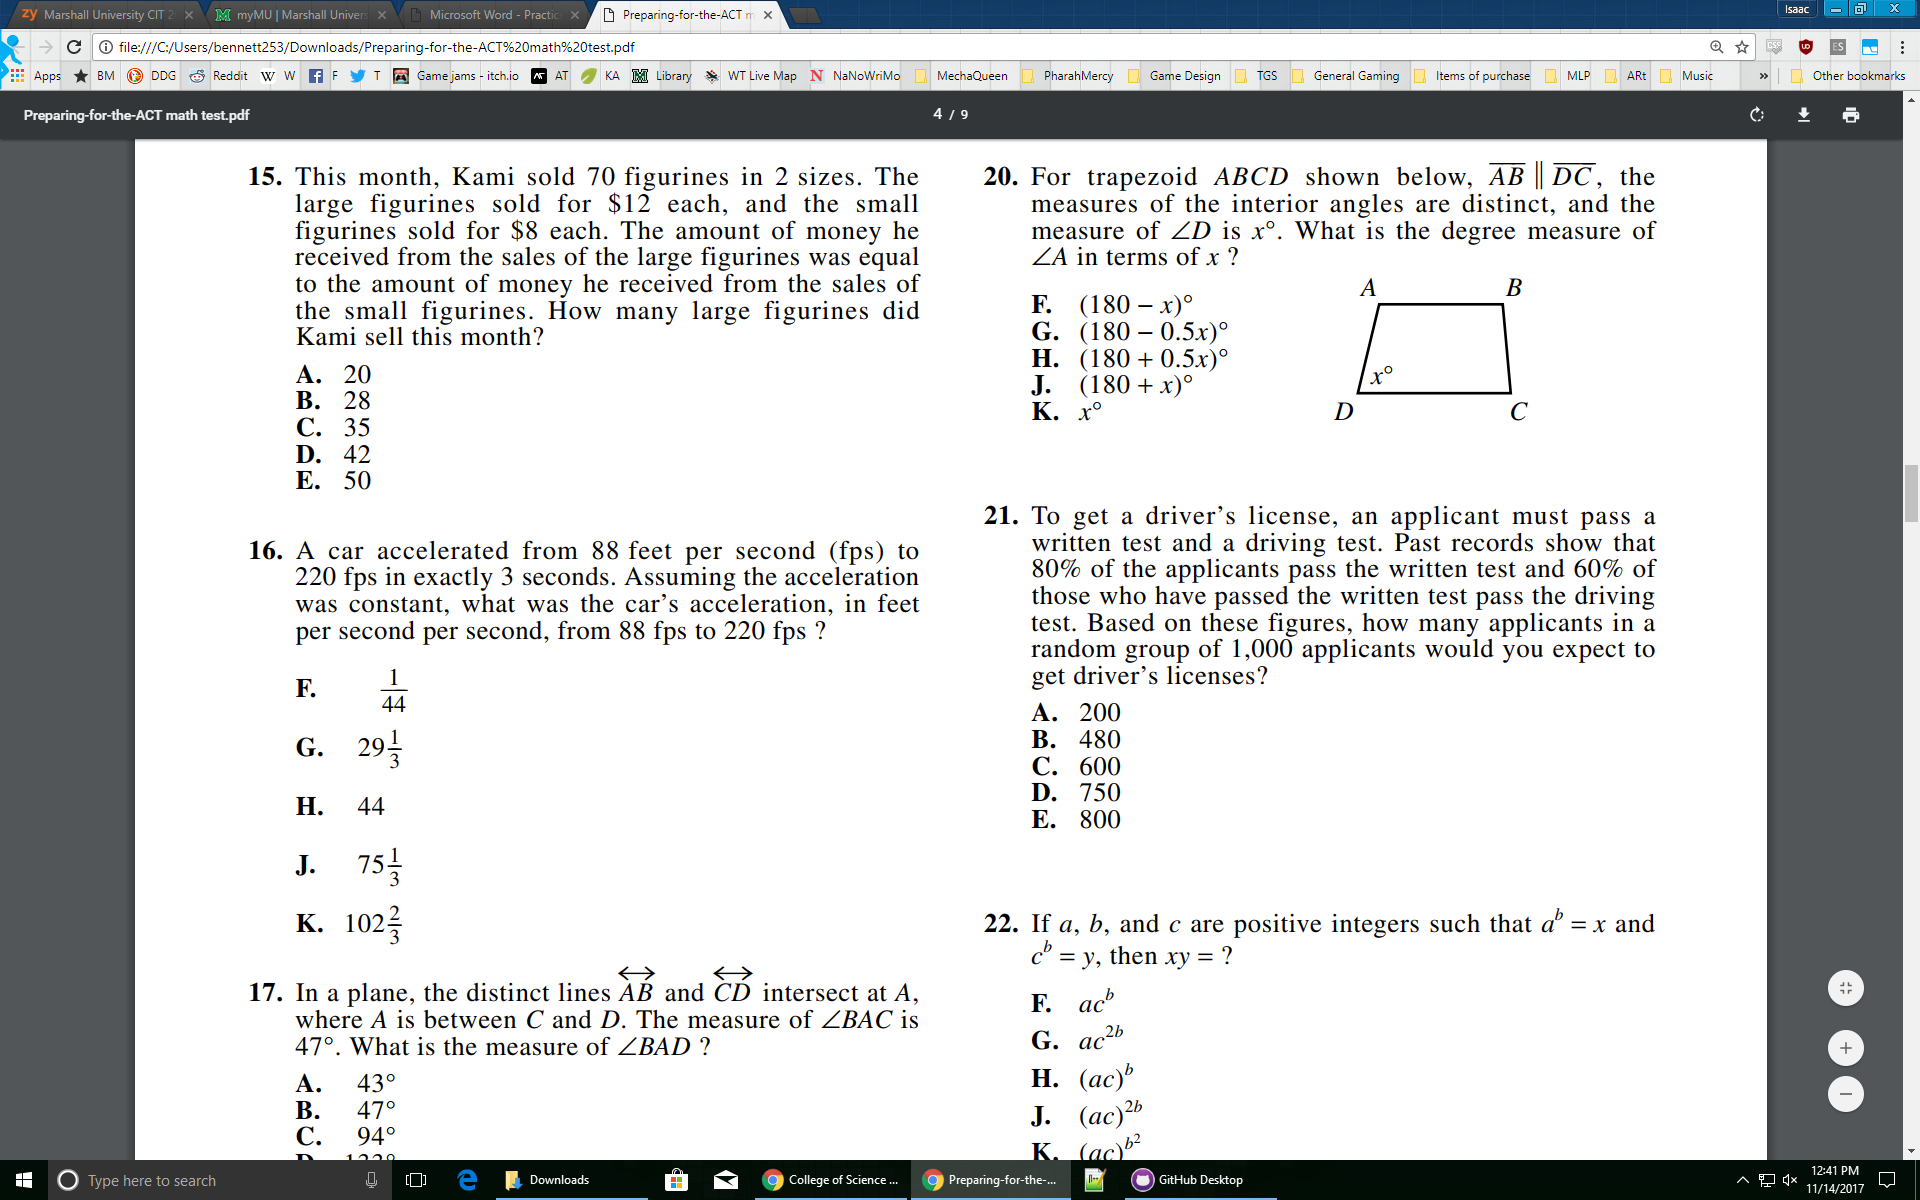 Marshall University CIT 2
myMU | Marshall Univers
Microsoft Word - Practic
Preparing-for-the-ACT m
Isaac
file:///C:/Users/bennett253/Downloads/Preparing-for-the-ACT%20math%20test.pdf
Apps BM DDG Reddit W W F T Game jams - itch.io AT KA Library WT Live Map NaNoWriMo MechaQueen PharahMercy Game Design TGS General Gaming Items of purchase MLP ARt Music » Other bookmarks
Preparing-for-the-ACT math test.pdf
4 / 9
15. This month, Kami sold 70 figurines in 2 sizes. The
large figurines sold for $12 each, and the small
figurines sold for $8 each. The amount of money he
received from the sales of the large figurines was equal
to the amount of money he received from the sales of
the small figurines. How many large figurines did
Kami sell this month?
A. 20
B. 28
C. 35
D. 42
E. 50
16. A car accelerated from 88 feet per second (fps) to
220 fps in exactly 3 seconds. Assuming the acceleration
was constant, what was the car's acceleration, in feet
per second per second, from 88 fps to 220 fps ?
F. 1/44
G. 29 1/3
H. 44
J. 75 1/3
K. 102 2/3
17. In a plane, the distinct lines AB and CD intersect at A,
where A is between C and D. The measure of ∠BAC is
47°. What is the measure of ∠BAD ?
A. 43°
B. 47°
C. 94°
20. For trapezoid ABCD shown below, AB ∥ DC, the
measures of the interior angles are distinct, and the
measure of ∠D is x°. What is the degree measure of
∠A in terms of x ?
F. (180 – x)°
G. (180 – 0.5x)°
H. (180 + 0.5x)°
J. (180 + x)°
K. x°
A B
x°
D C
21. To get a driver's license, an applicant must pass a
written test and a driving test. Past records show that
80% of the applicants pass the written test and 60% of
those who have passed the written test pass the driving
test. Based on these figures, how many applicants in a
random group of 1,000 applicants would you expect to
get driver's licenses?
A. 200
B. 480
C. 600
D. 750
E. 800
22. If a, b, and c are positive integers such that a^b = x and
c^b = y, then xy = ?
F. ac^b
G. ac^2b
H. (ac)^b
J. (ac)^2b
K. (ac)^b²
Type here to search
Downloads
College of Science ...
Preparing-for-the-...
GitHub Desktop
12:41 PM
11/14/2017